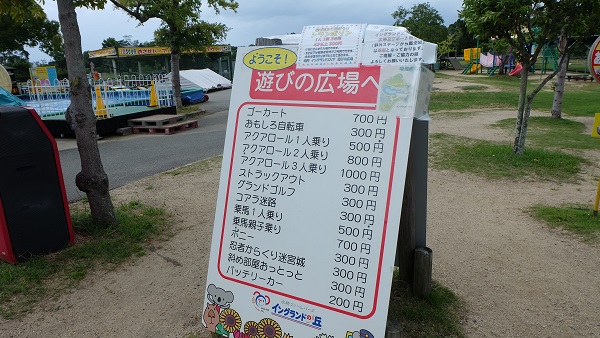 ようこそ
遊びの広場へ
ゴーカート 700円
おもしろ自転車 300円
アクアロール1人乗り 500円
アクアロール2人乗り 800円
アクアロール3人乗り 1000円
ストラックアウト 300円
グランドゴルフ 300円
コアラ迷路 300円
乗馬1人乗り 500円
乗馬親子乗り 700円
ポニー 300円
忍者からくり迷宮城 300円
斜め部屋おっとっと 300円
バッテリーカー 200円
イングランドの丘